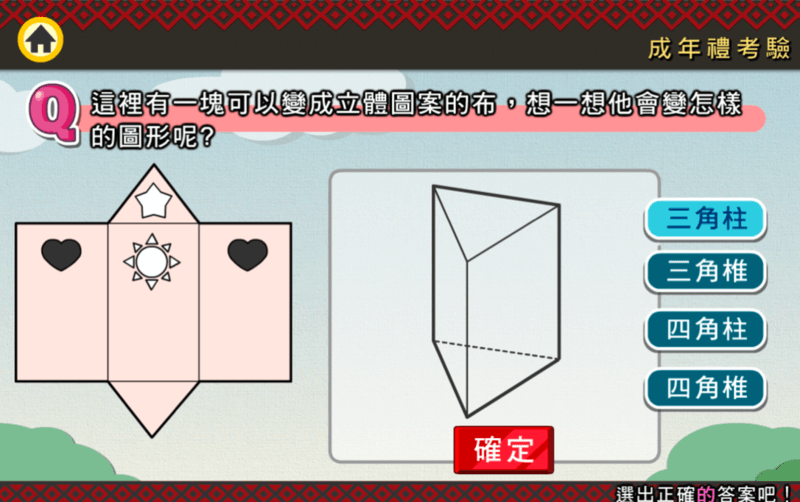 成年禮考驗
Q 這裡有一塊可以變成立體圖案的布，想一想他會變怎樣
的圖形呢?
三角柱
三角椎
四角柱
四角椎
確定
選出正確的答案吧！